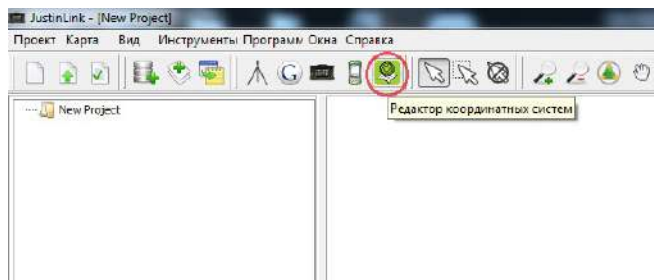 JustinLink - [New Project]
Проект Карта Вид Инструменты Программ Окна Справка
New Project
Редактор координатных систем